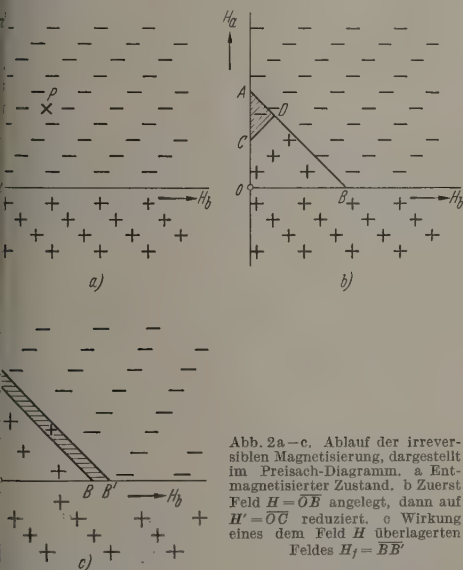 H_a
P
H_b
a)
A
D
C
O
B
H_b
b)
B B' H_b
c)
Abb. 2a–c. Ablauf der irrever-
siblen Magnetisierung, dargestellt
im Preisach-Diagramm. a Ent-
magnetisierter Zustand. b Zuerst
Feld H = OB angelegt, dann auf
H' = OC reduziert. c Wirkung
eines dem Feld H überlagerten
Feldes H_f = BB'